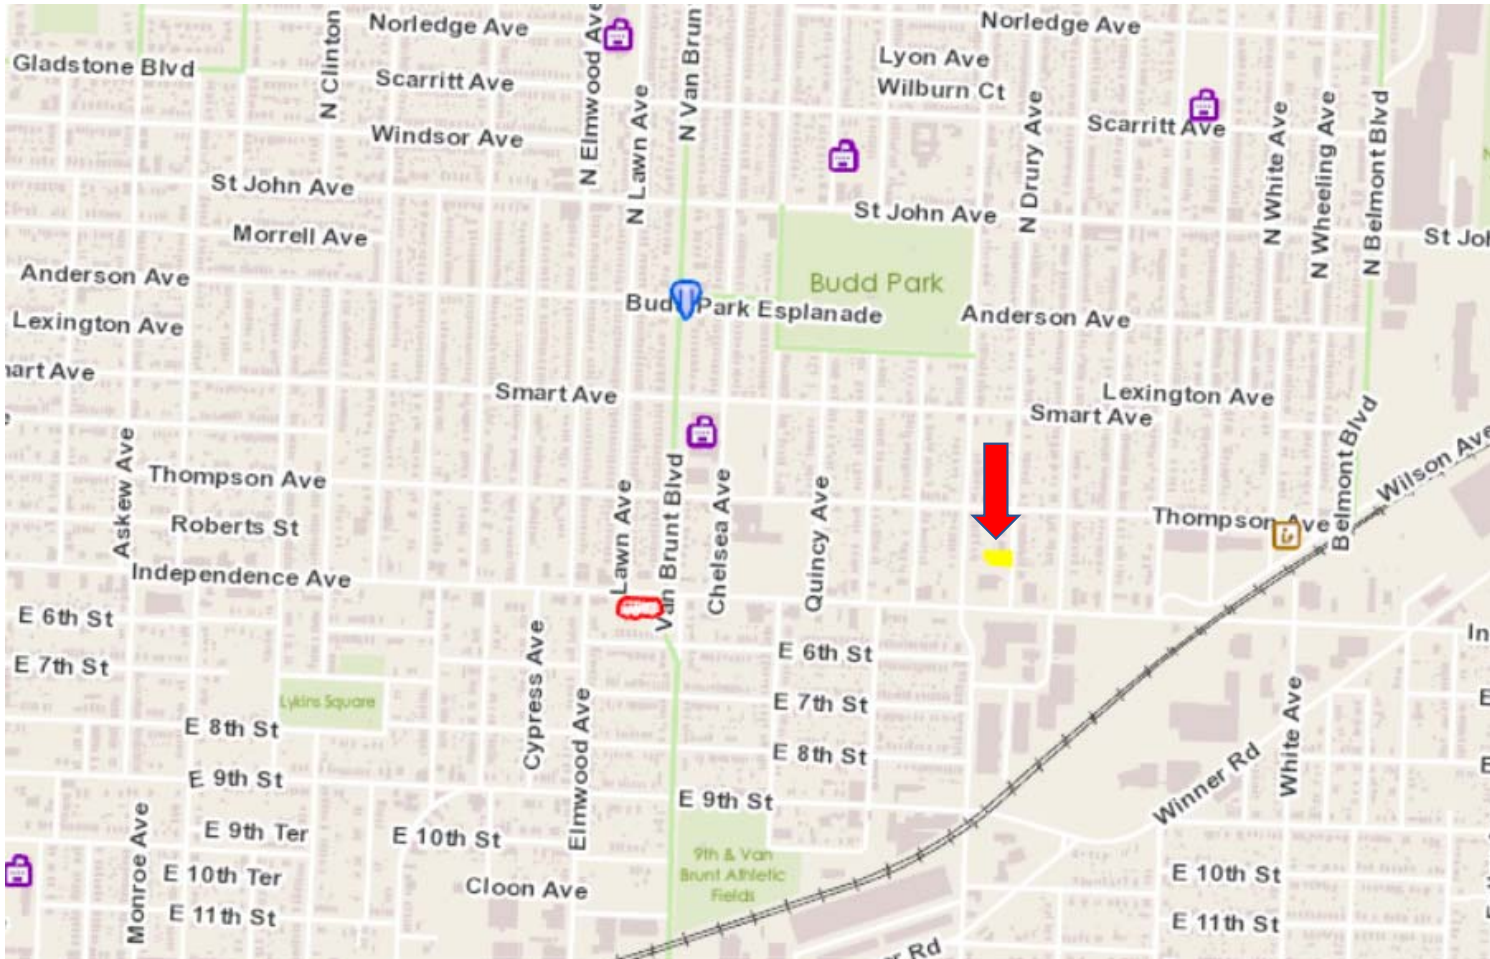 Norledge Ave
N Elmwood Ave
N Van Brun
Norledge Ave
Gladstone Blvd
N Clinton
Scarritt Ave
Lyon Ave
Wilburn Ct
N Lawn Ave
N Drury Ave
Scarritt Ave
N White Ave
N Wheeling Ave
N Belmont Blvd
Windsor Ave
St John Ave
St John Ave
St Joh
Morrell Ave
Anderson Ave
Budd Park
Park Esplanade
Anderson Ave
Lexington Ave
Smart Ave
Lexington Ave
Smart Ave
Belmont Blvd
Wilson Ave
Askew Ave
Thompson Ave
Lawn Ave
Van Brunt Blvd
Chelsea Ave
Quincy Ave
Thompson Ave
Roberts St
Independence Ave
E 6th St
E 6th St
In
E 7th St
Cypress Ave
Elmwood Ave
Lykins Square
E 7th St
White Ave
E 8th St
E 8th St
Winner Rd
E 9th St
E 9th St
Monroe Ave
E 9th Ter
E 10th St
9th & Van
Brunt Athletic
Fields
E 10th Ter
Cloon Ave
E 10th St
E 11th St
E 11th St
Rd